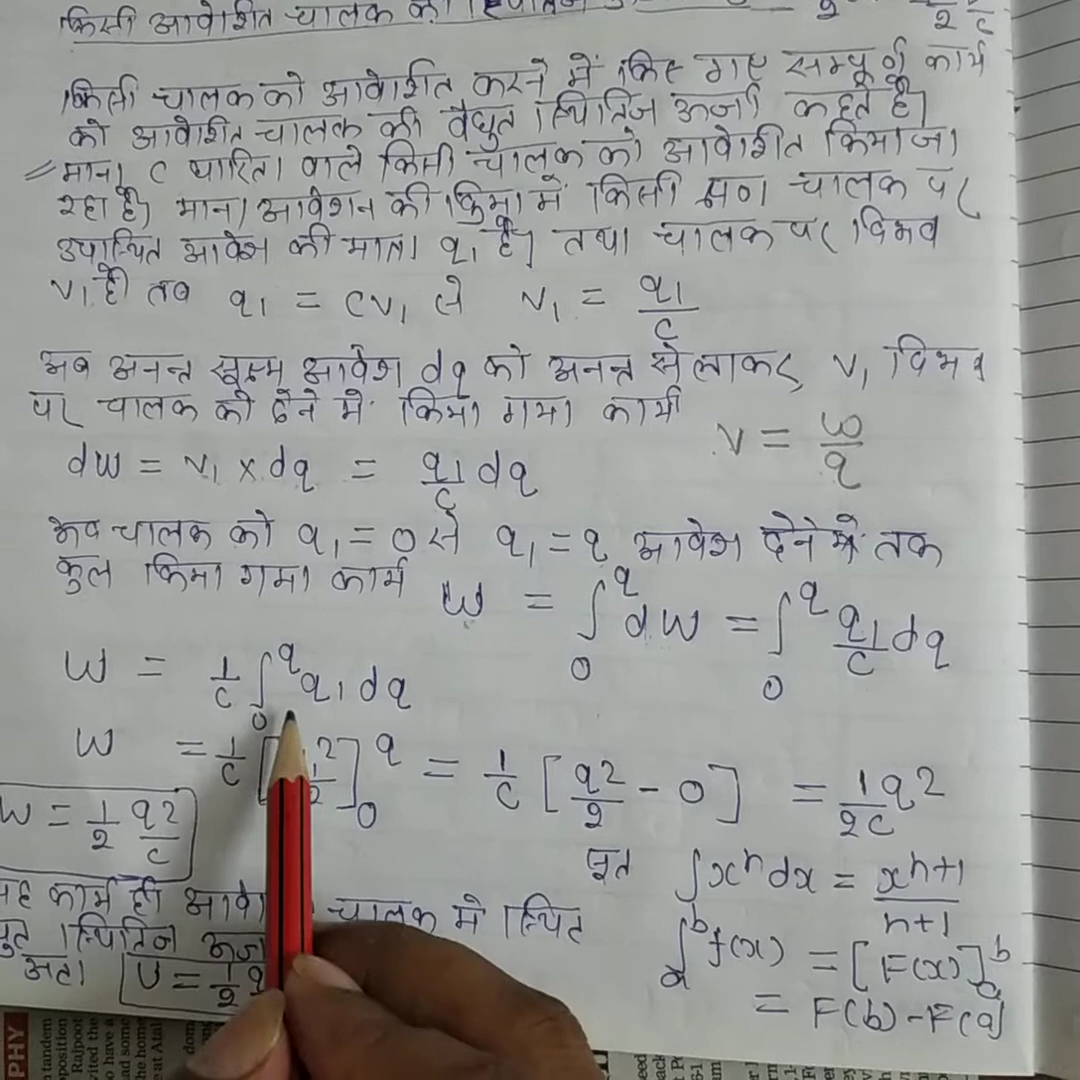 किसी आवेशित चालक की स्थितिज
किसी चालक को आवेशित करने में किए गए सम्पूर्ण कार्य
को आवेशित चालक की वैद्युत स्थितिज ऊर्जा कहते है।
माना C धारिता वाले किसी चालक को आवेशित किया जा
रहा है। माना आवेशन की क्रिया में किसी क्षण चालक पर
उपस्थित आवेश की मात्रा q₁ है। तथा चालक पर विभव
V₁ है। तब q₁ = CV₁ से V₁ = q₁/C
अब अनन्त सूक्ष्म आवेश dq को अनन्त से लाकर V₁ विभव
पर चालक को देने में किया गया कार्य
V = W/q
dW = V₁ × dq = q₁/C dq
अब चालक को q₁ = 0 से q₁ = q आवेश देने में तक
कुल किया गया कार्य
W = ∫₀^q dW = ∫₀^q q₁/C dq
W = 1/C ∫₀^q q₁ dq
W = 1/C [ ²/2]₀^q = 1/C [q²/2 - 0] = 1/2C q²
W = 1/2 q²/C
सूत्र ∫xⁿ dx = xⁿ⁺¹/n+1
यह कार्य ही चालक में स्थित
स्थितिज
∫ₐᵇ f(x) = [F(x)]ₐᵇ
अतः U = 1/2
= F(b) - F(a)
PHY